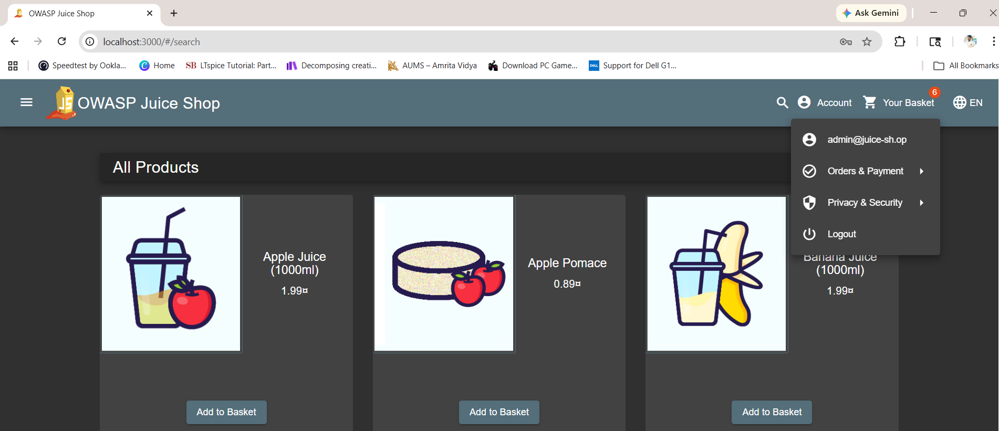 OWASP Juice Shop
Ask Gemini
localhost:3000/#/search
Speedtest by Ookla...
Home
SB LTspice Tutorial: Part...
Decomposing creati...
AUMS – Amrita Vidya
Download PC Game...
DELL Support for Dell G1...
All Bookmarks
JS OWASP Juice Shop
Account
Your Basket
6
EN
admin@juice-sh.op
Orders & Payment
Privacy & Security
Logout
All Products
Apple Juice
(1000ml)
1.99¤
Add to Basket
Apple Pomace
0.89¤
Add to Basket
Banana Juice
(1000ml)
1.99¤
Add to Basket